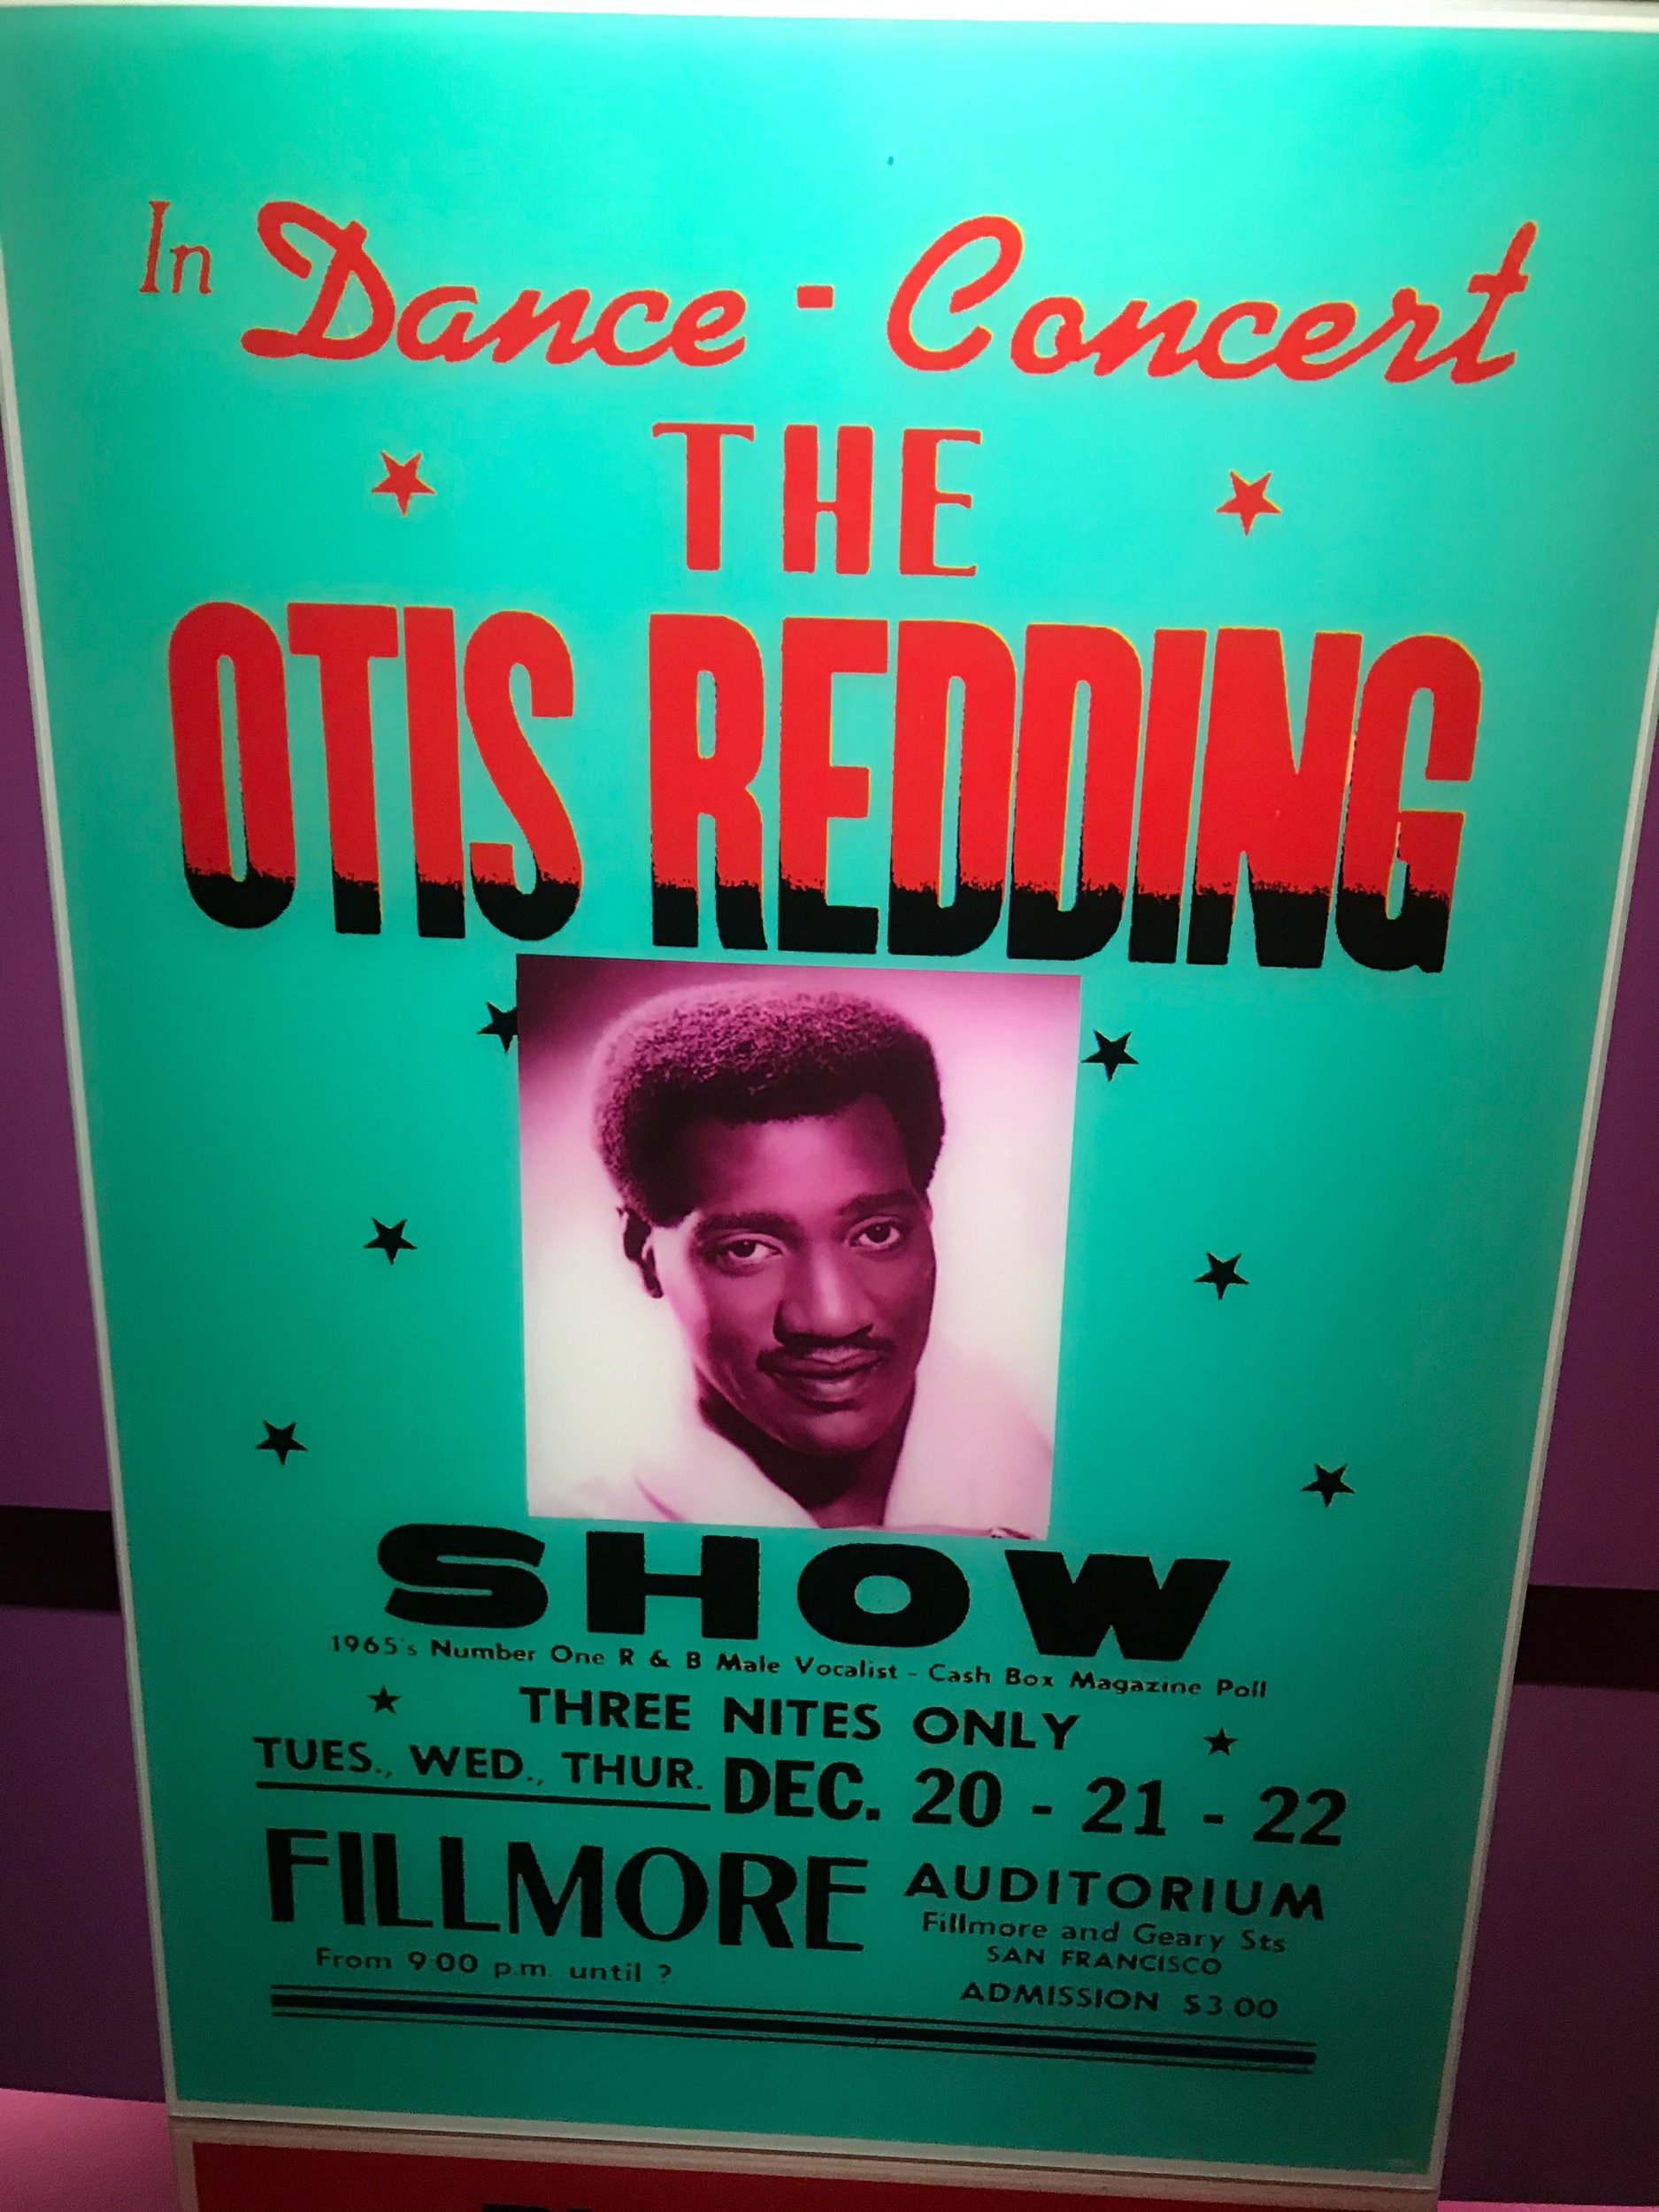 In Dance - Concert
THE
OTIS REDDING
SHOW
1965's Number One R & B Male Vocalist - Cash Box Magazine Poll
THREE NITES ONLY
TUES., WED., THUR. DEC. 20 - 21 - 22
FILLMORE AUDITORIUM
Fillmore and Geary Sts
SAN FRANCISCO
From 9:00 p.m. until ?
ADMISSION $3.00